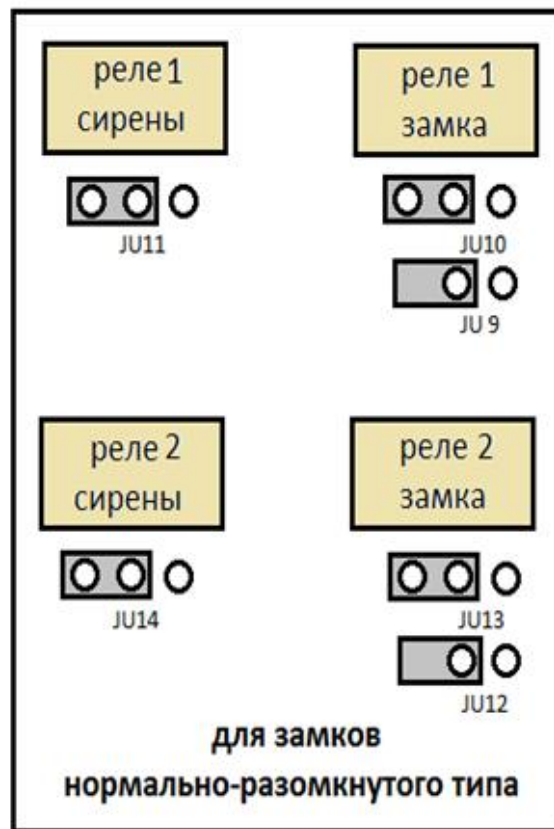 реле 1
сирены
реле 1
замка
JU11
JU10
JU 9
реле 2
сирены
реле 2
замка
JU14
JU13
JU12
для замков
нормально-разомкнутого типа